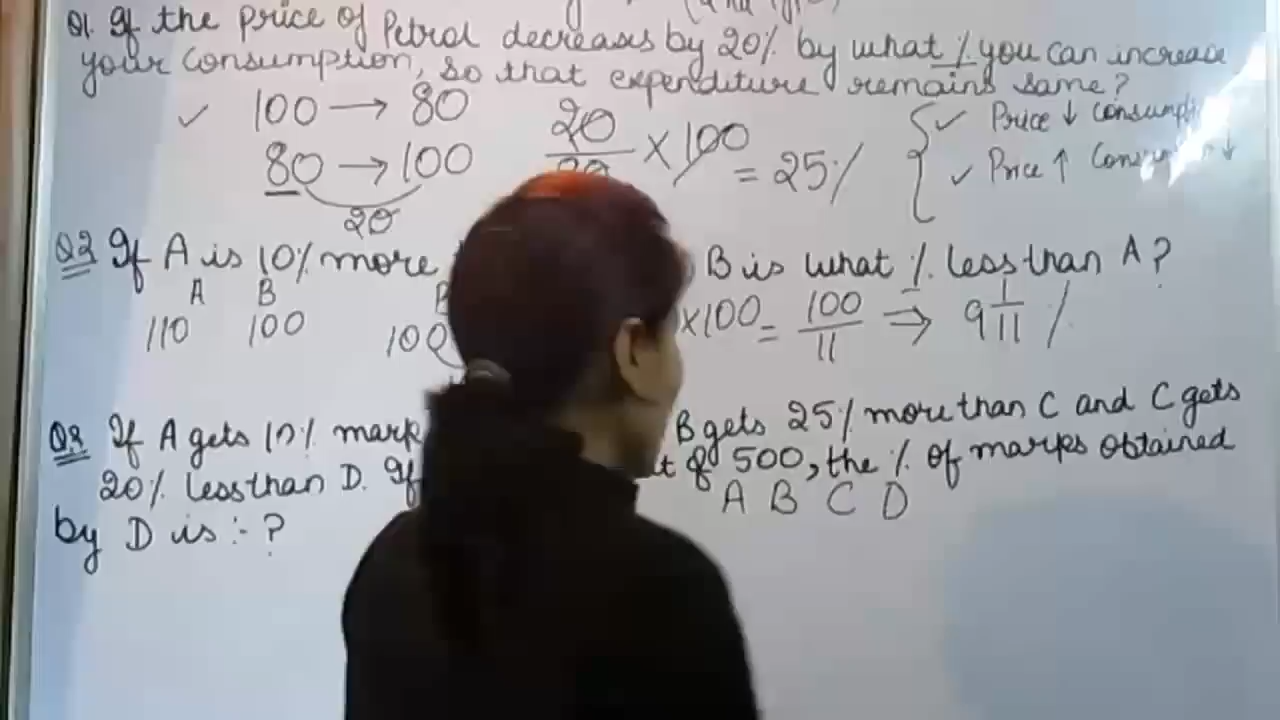 Q1. If the price of Petrol decreases by 20% by what % you can increase
your consumption, so that expenditure remains same?
✓ 100 → 80
80 → 100
20
20 × 100 = 25%
✓ Price ↓
✓ Price ↑ ↓
Q2 If A is 10% more B is what % less than A?
A B B
110 100 100 ×100 = 100/11 ⇒ 9 1/11 %
If A gets 10% B gets 25% more than C and C gets
20% less than D. If of 500, the % of marks obtained
by D is :- ?
A B C D